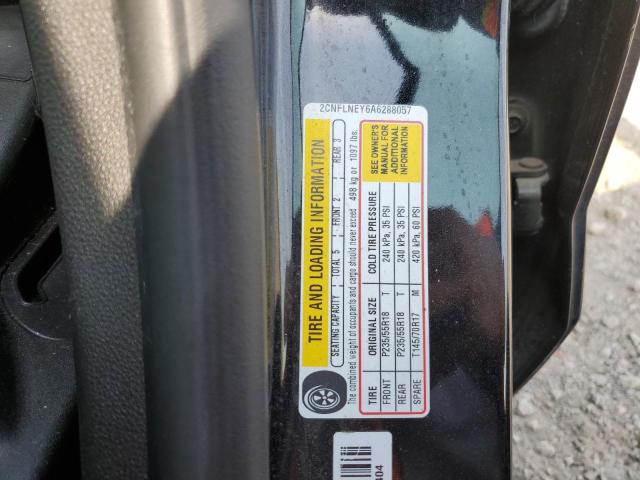 2CNFLNEY6A6288057
TIRE AND LOADING INFORMATION
SEATING CAPACITY TOTAL 5 FRONT 2 REAR 3
The combined weight of occupants and cargo should never exceed 498 kg or 1097 lbs.
TIRE ORIGINAL SIZE COLD TIRE PRESSURE
FRONT P235/55R18 T 240 kPa, 35 PSI
REAR P235/55R18 T 240 kPa, 35 PSI
SPARE T145/70R17 M 420 kPa, 60 PSI
SEE OWNER'S
MANUAL FOR
ADDITIONAL
INFORMATION
404